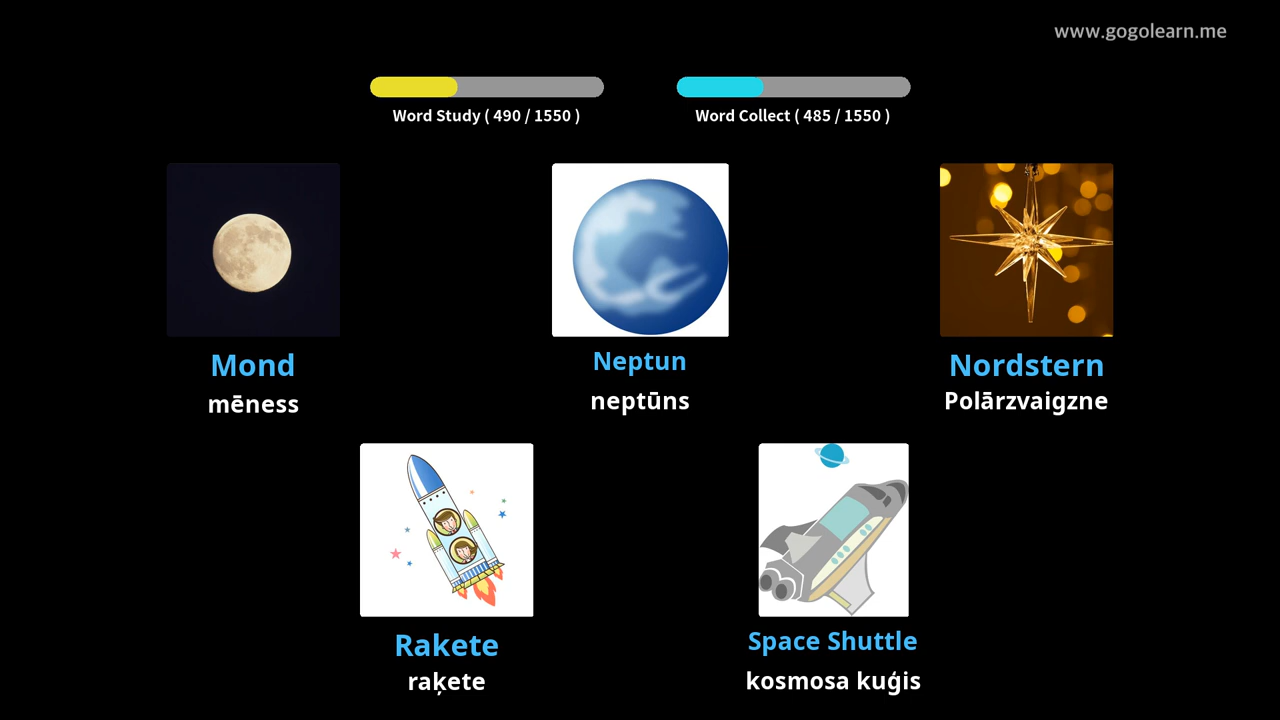 www.gogolearn.me
Word Study ( 490 / 1550 )
Word Collect ( 485 / 1550 )
Mond
mēness
Neptun
neptūns
Nordstern
Polārzvaigzne
Rakete
raķete
Space Shuttle
kosmosa kuģis